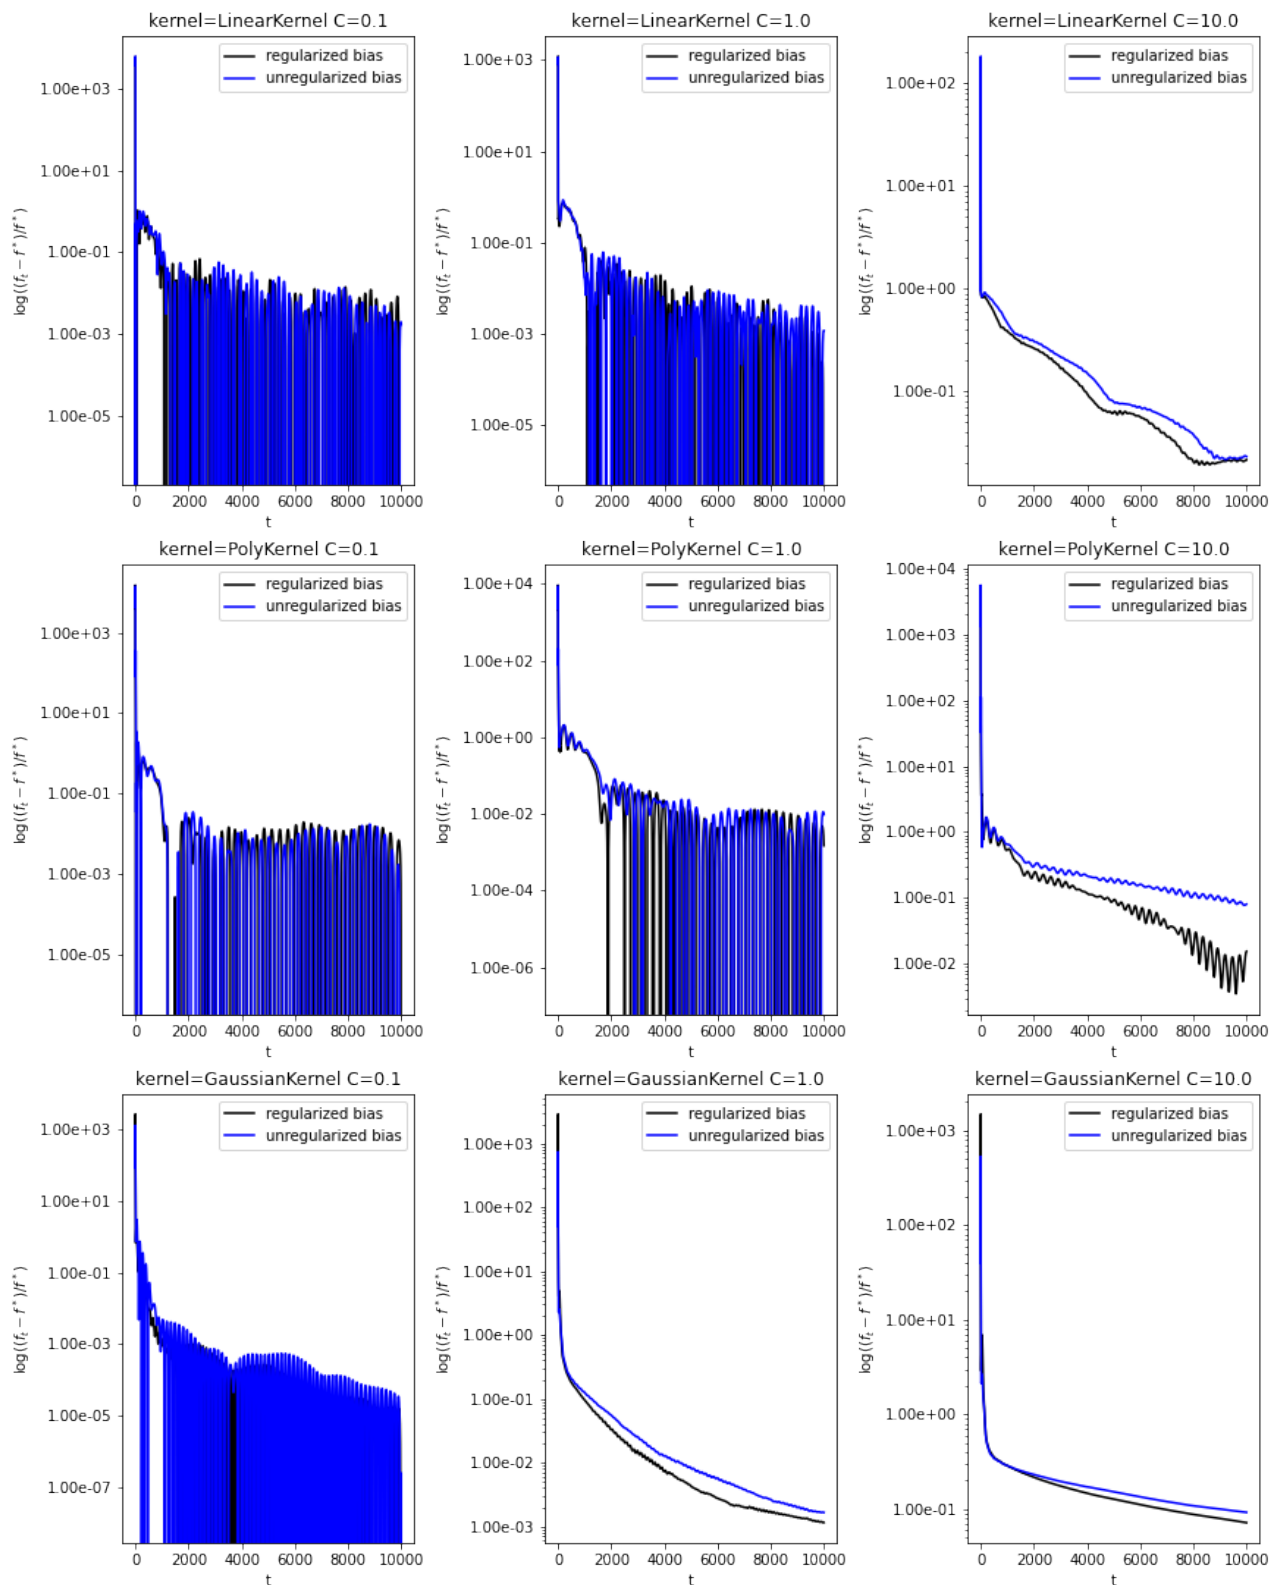 kernel=LinearKernel C=0.1
regularized bias
unregularized bias
1.00e+03
1.00e+01
1.00e-01
1.00e-03
1.00e-05
log((f_t − f*)/f*)
0 2000 4000 6000 8000 10000
t
kernel=LinearKernel C=1.0
regularized bias
unregularized bias
1.00e+03
1.00e+01
1.00e-01
1.00e-03
1.00e-05
log((f_t − f*)/f*)
0 2000 4000 6000 8000 10000
t
kernel=LinearKernel C=10.0
regularized bias
unregularized bias
1.00e+02
1.00e+01
1.00e+00
1.00e-01
log((f_t − f*)/f*)
0 2000 4000 6000 8000 10000
t
kernel=PolyKernel C=0.1
regularized bias
unregularized bias
1.00e+03
1.00e+01
1.00e-01
1.00e-03
1.00e-05
log((f_t − f*)/f*)
0 2000 4000 6000 8000 10000
t
kernel=PolyKernel C=1.0
regularized bias
unregularized bias
1.00e+04
1.00e+02
1.00e+00
1.00e-02
1.00e-04
1.00e-06
log((f_t − f*)/f*)
0 2000 4000 6000 8000 10000
t
kernel=PolyKernel C=10.0
regularized bias
unregularized bias
1.00e+04
1.00e+03
1.00e+02
1.00e+01
1.00e+00
1.00e-01
1.00e-02
log((f_t − f*)/f*)
0 2000 4000 6000 8000 10000
t
kernel=GaussianKernel C=0.1
regularized bias
unregularized bias
1.00e+03
1.00e+01
1.00e-01
1.00e-03
1.00e-05
1.00e-07
log((f_t − f*)/f*)
0 2000 4000 6000 8000 10000
t
kernel=GaussianKernel C=1.0
regularized bias
unregularized bias
1.00e+03
1.00e+02
1.00e+01
1.00e+00
1.00e-01
1.00e-02
1.00e-03
log((f_t − f*)/f*)
0 2000 4000 6000 8000 10000
t
kernel=GaussianKernel C=10.0
regularized bias
unregularized bias
1.00e+03
1.00e+02
1.00e+01
1.00e+00
1.00e-01
log((f_t − f*)/f*)
0 2000 4000 6000 8000 10000
t